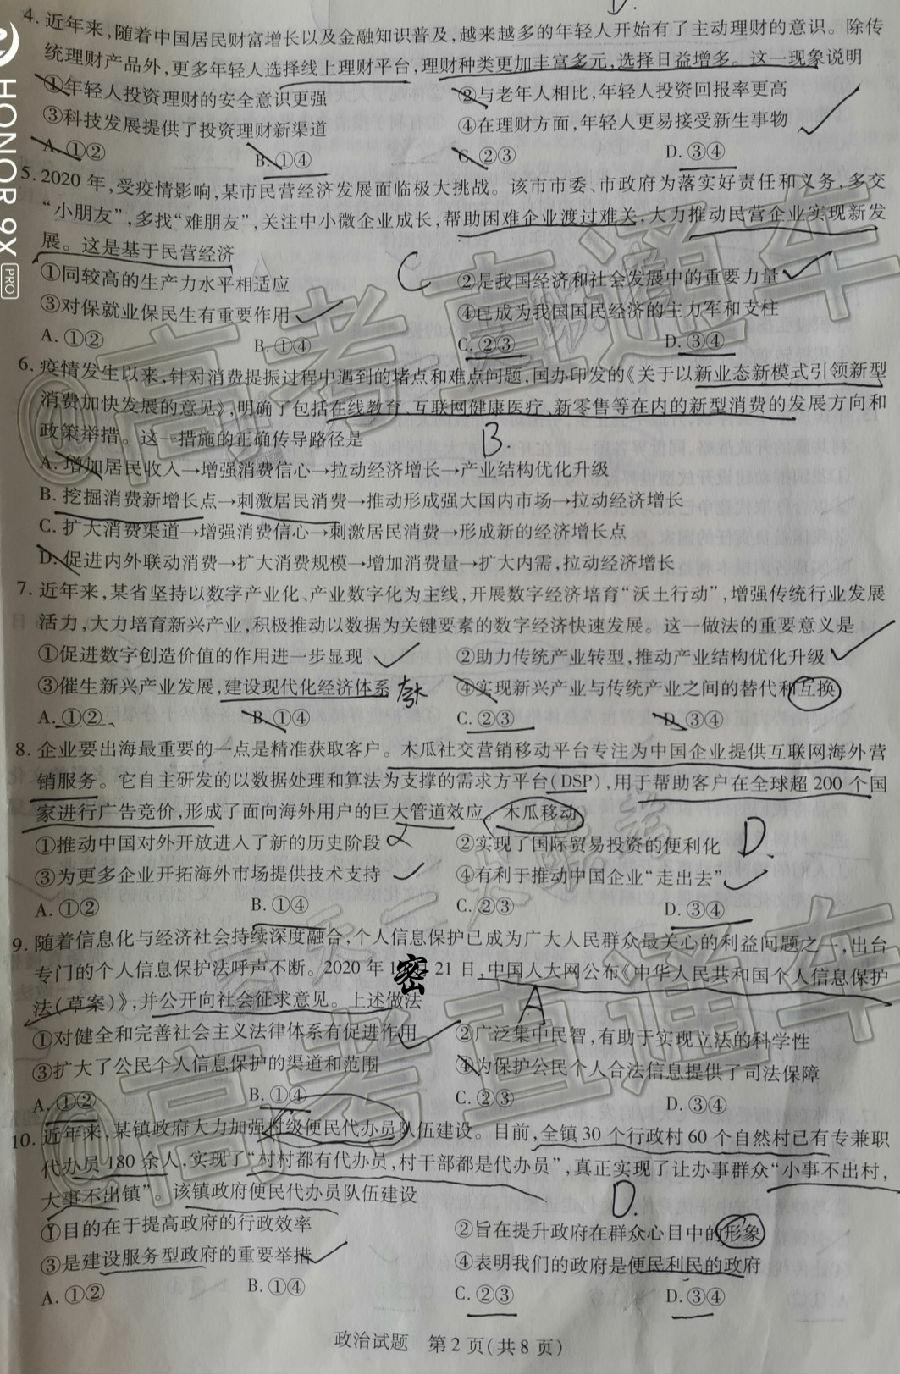 4. 近年来,随着中国居民财富增长以及金融知识普及,越来越多的年轻人开始有了主动理财的意识。除传
统理财产品外,更多年轻人选择线上理财平台,理财种类更加丰富多元,选择日益增多。这一现象说明
①年轻人投资理财的安全意识更强 ②与老年人相比,年轻人投资回报率更高
③科技发展提供了投资理财新渠道 ④在理财方面,年轻人更易接受新生事物
A. ①② B. ①④ C. ②③ D. ③④
5. 2020 年,受疫情影响,某市民营经济发展面临极大挑战。该市市委、市政府为落实好责任和义务,多交
“小朋友”,多找“难朋友”,关注中小微企业成长,帮助困难企业渡过难关,大力推动民营企业实现新发
展。这是基于民营经济
①同较高的生产力水平相适应 ②是我国经济和社会发展中的重要力量
③对保就业保民生有重要作用 ④已成为我国国民经济的主力军和支柱
A. ①② B. ①④ C. ②③ D. ③④
C
6. 疫情发生以来,针对消费提振过程中遇到的堵点和难点问题,国办印发的《关于以新业态新模式引领新型
消费加快发展的意见》,明确了包括在线教育、互联网健康医疗、新零售等在内的新型消费的发展方向和
政策举措。这一措施的正确传导路径是
B.
A. 增加居民收入→增强消费信心→拉动经济增长→产业结构优化升级
B. 挖掘消费新增长点→刺激居民消费→推动形成强大国内市场→拉动经济增长
C. 扩大消费渠道→增强消费信心→刺激居民消费→形成新的经济增长点
D. 促进内外联动消费→扩大消费规模→增加消费量→扩大内需,拉动经济增长
7. 近年来,某省坚持以数字产业化、产业数字化为主线,开展数字经济培育“沃土行动”,增强传统行业发展
活力,大力培育新兴产业,积极推动以数据为关键要素的数字经济快速发展。这一做法的重要意义是
①促进数字创造价值的作用进一步显现 ②助力传统产业转型,推动产业结构优化升级
③催生新兴产业发展,建设现代化经济体系 ④实现新兴产业与传统产业之间的替代和互换
A. ①② B. ①④ C. ②③ D. ③④
8. 企业要出海最重要的一点是精准获取客户。木瓜社交营销移动平台专注为中国企业提供互联网海外营
销服务。它自主研发的以数据处理和算法为支撑的需求方平台(DSP),用于帮助客户在全球超 200 个国
家进行广告竞价,形成了面向海外用户的巨大管道效应。木瓜移动
①推动中国对外开放进入了新的历史阶段 ②实现了国际贸易投资的便利化
D.
③为更多企业开拓海外市场提供技术支持 ④有利于推动中国企业“走出去”
A. ①② B. ①④ C. ②③ D. ③④
9. 随着信息化与经济社会持续深度融合,个人信息保护已成为广大人民群众最关心的利益问题之一,出台
专门的个人信息保护法呼声不断。2020 年 1 密 21 日,中国人大网公布《中华人民共和国个人信息保护
法(草案)》,并公开向社会征求意见。上述做法
A
①对健全和完善社会主义法律体系有促进作用 ②广泛集中民智,有助于实现立法的科学性
③扩大了公民个人信息保护的渠道和范围 ④为保护公民个人合法信息提供了司法保障
A. ①② B. ①④ C. ②③ D. ③④
10. 近年来,某镇政府大力加强村级便民代办员队伍建设。目前,全镇 30 个行政村 60 个自然村已有专兼职
代办员 180 余人,实现了“村村都有代办员,村干部都是代办员”,真正实现了让办事群众“小事不出村,
大事不出镇”。该镇政府便民代办员队伍建设
D.
①目的在于提高政府的行政效率 ②旨在提升政府在群众心目中的形象
③是建设服务型政府的重要举措 ④表明我们的政府是便民利民的政府
A. ①② B. ①④ C. ②③ D. ③④
政治试题 第 2 页(共 8 页)
HONOR 9X PRO
@高考直通车
@高考直通车